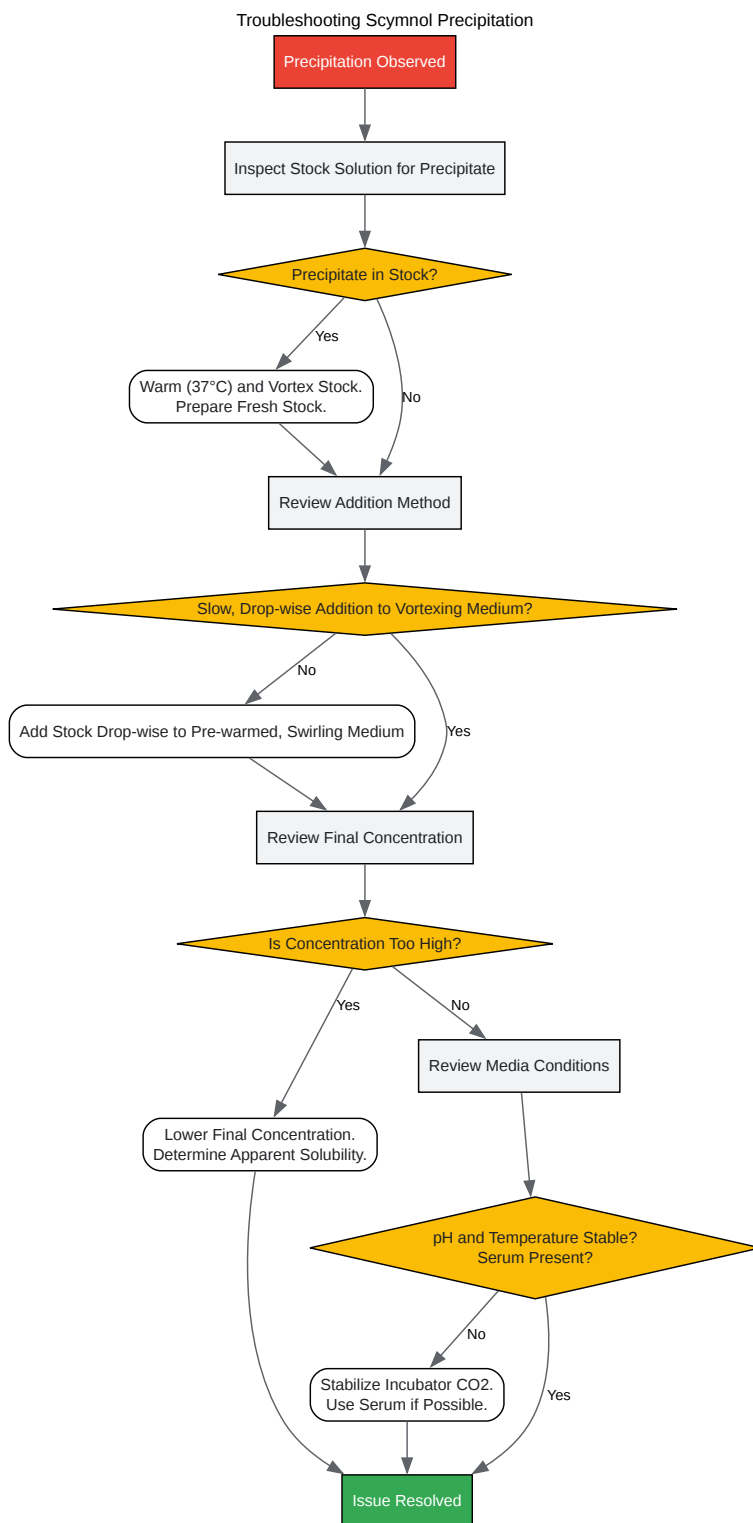 Troubleshooting Scymnol Precipitation
Precipitation Observed
Inspect Stock Solution for Precipitate
Precipitate in Stock?
Yes
Warm (37°C) and Vortex Stock.
Prepare Fresh Stock.
No
Review Addition Method
Slow, Drop-wise Addition to Vortexing Medium?
No
Add Stock Drop-wise to Pre-warmed, Swirling Medium
Yes
Review Final Concentration
Is Concentration Too High?
Yes
No
Review Media Conditions
Lower Final Concentration.
Determine Apparent Solubility.
pH and Temperature Stable?
Serum Present?
No
Stabilize Incubator CO2.
Use Serum if Possible.
Yes
Issue Resolved